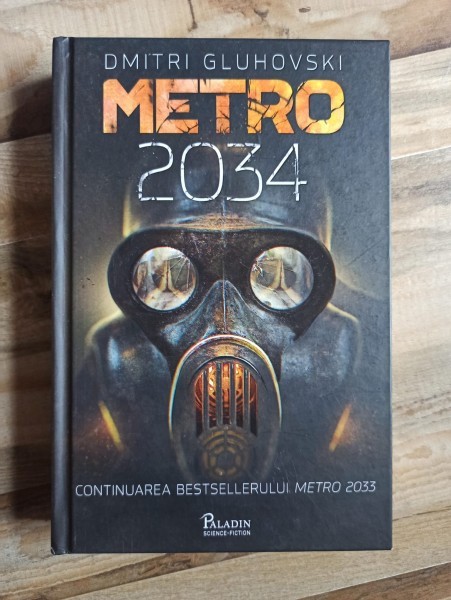 DMITRI GLUHOVSKI
METRO
2034
CONTINUAREA BESTSELLERULUI METRO 2033
PALADIN
SCIENCE-FICTION